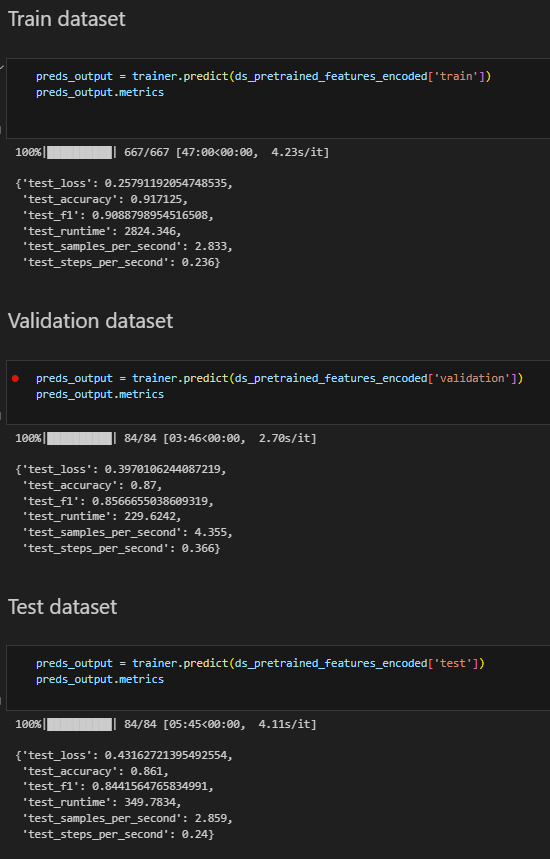 Train dataset
preds_output = trainer.predict(ds_pretrained_features_encoded['train'])
preds_output.metrics
100%|██████████| 667/667 [47:00<00:00,  4.23s/it]
{'test_loss': 0.25791192054748535,
 'test_accuracy': 0.917125,
 'test_f1': 0.9088798954516508,
 'test_runtime': 2824.346,
 'test_samples_per_second': 2.833,
 'test_steps_per_second': 0.236}
Validation dataset
preds_output = trainer.predict(ds_pretrained_features_encoded['validation'])
preds_output.metrics
100%|██████████| 84/84 [03:46<00:00,  2.70s/it]
{'test_loss': 0.3970106244087219,
 'test_accuracy': 0.87,
 'test_f1': 0.8566655038609319,
 'test_runtime': 229.6242,
 'test_samples_per_second': 4.355,
 'test_steps_per_second': 0.366}
Test dataset
preds_output = trainer.predict(ds_pretrained_features_encoded['test'])
preds_output.metrics
100%|██████████| 84/84 [05:45<00:00,  4.11s/it]
{'test_loss': 0.43162721395492554,
 'test_accuracy': 0.861,
 'test_f1': 0.8441564765834991,
 'test_runtime': 349.7834,
 'test_samples_per_second': 2.859,
 'test_steps_per_second': 0.24}